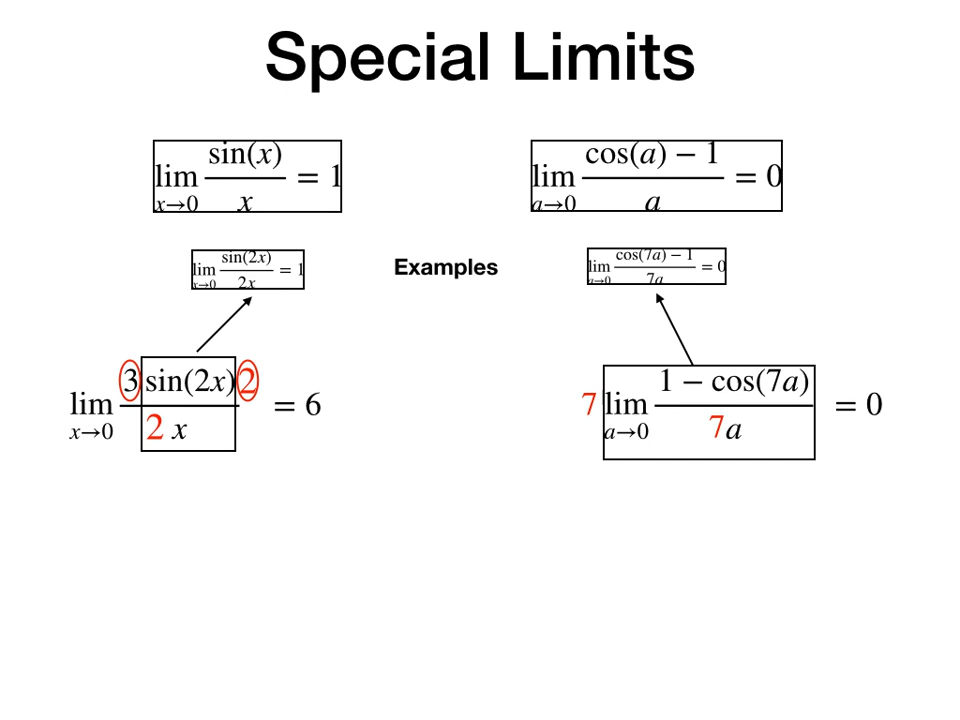 Special Limits
lim x→0 sin(x)/x = 1
lim a→0 cos(a) − 1/a = 0
lim x→0 sin(2x)/2x = 1
Examples
lim a→0 cos(7a) − 1/7a = 0
lim x→0 3 sin(2x) 2/2 x = 6
7 lim a→0 1 − cos(7a)/7a = 0